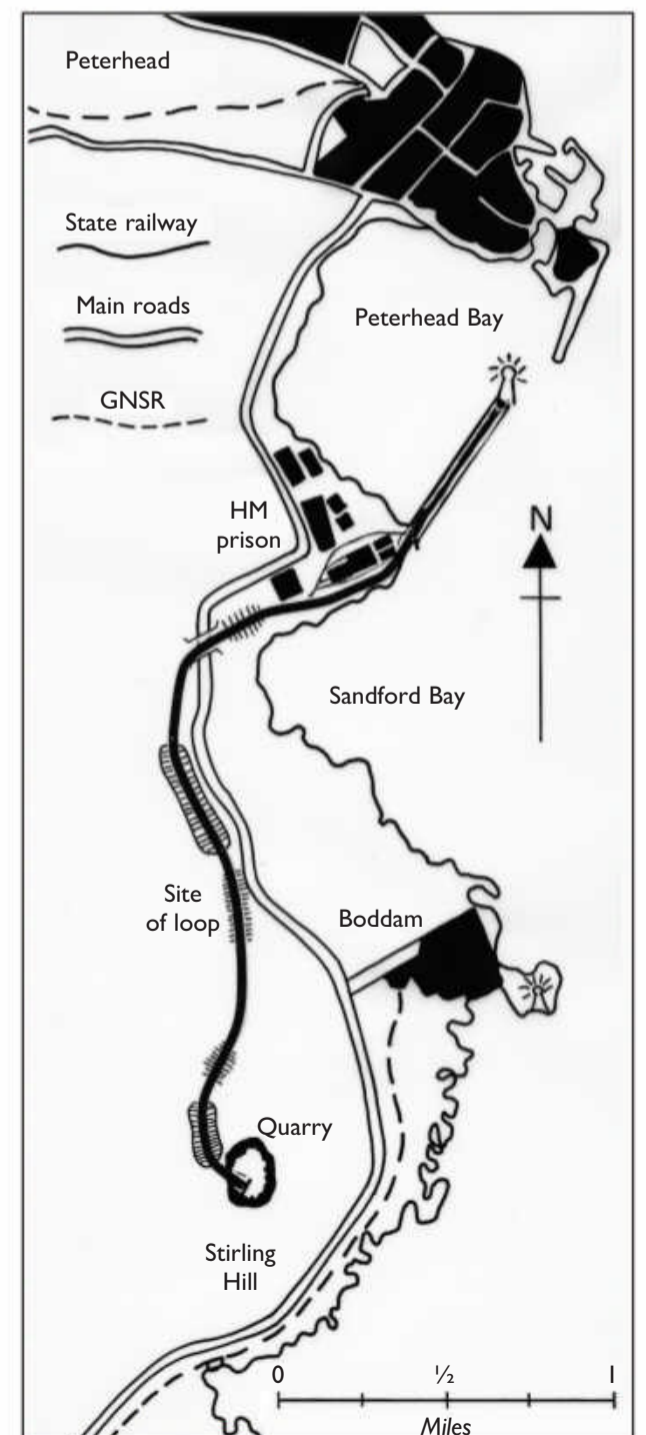 Peterhead
State railway
Main roads
Peterhead Bay
GNSR
HM
prison
N
Sandford Bay
Site
of loop
Boddam
Quarry
Stirling
Hill
0 ½ 1
Miles